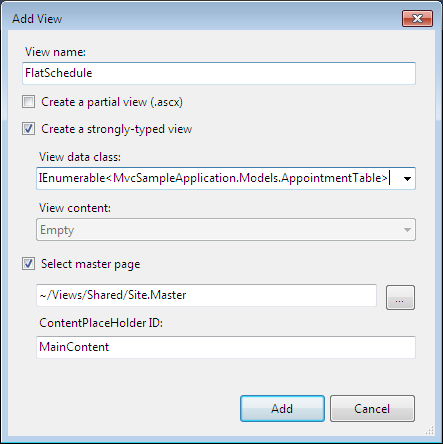 Add View
View name:
FlatSchedule
Create a partial view (.ascx)
Create a strongly-typed view
View data class:
IEnumerable<MvcSampleApplication.Models.AppointmentTable>
View content:
Empty
Select master page
~/Views/Shared/Site.Master
...
ContentPlaceHolder ID:
MainContent
Add Cancel